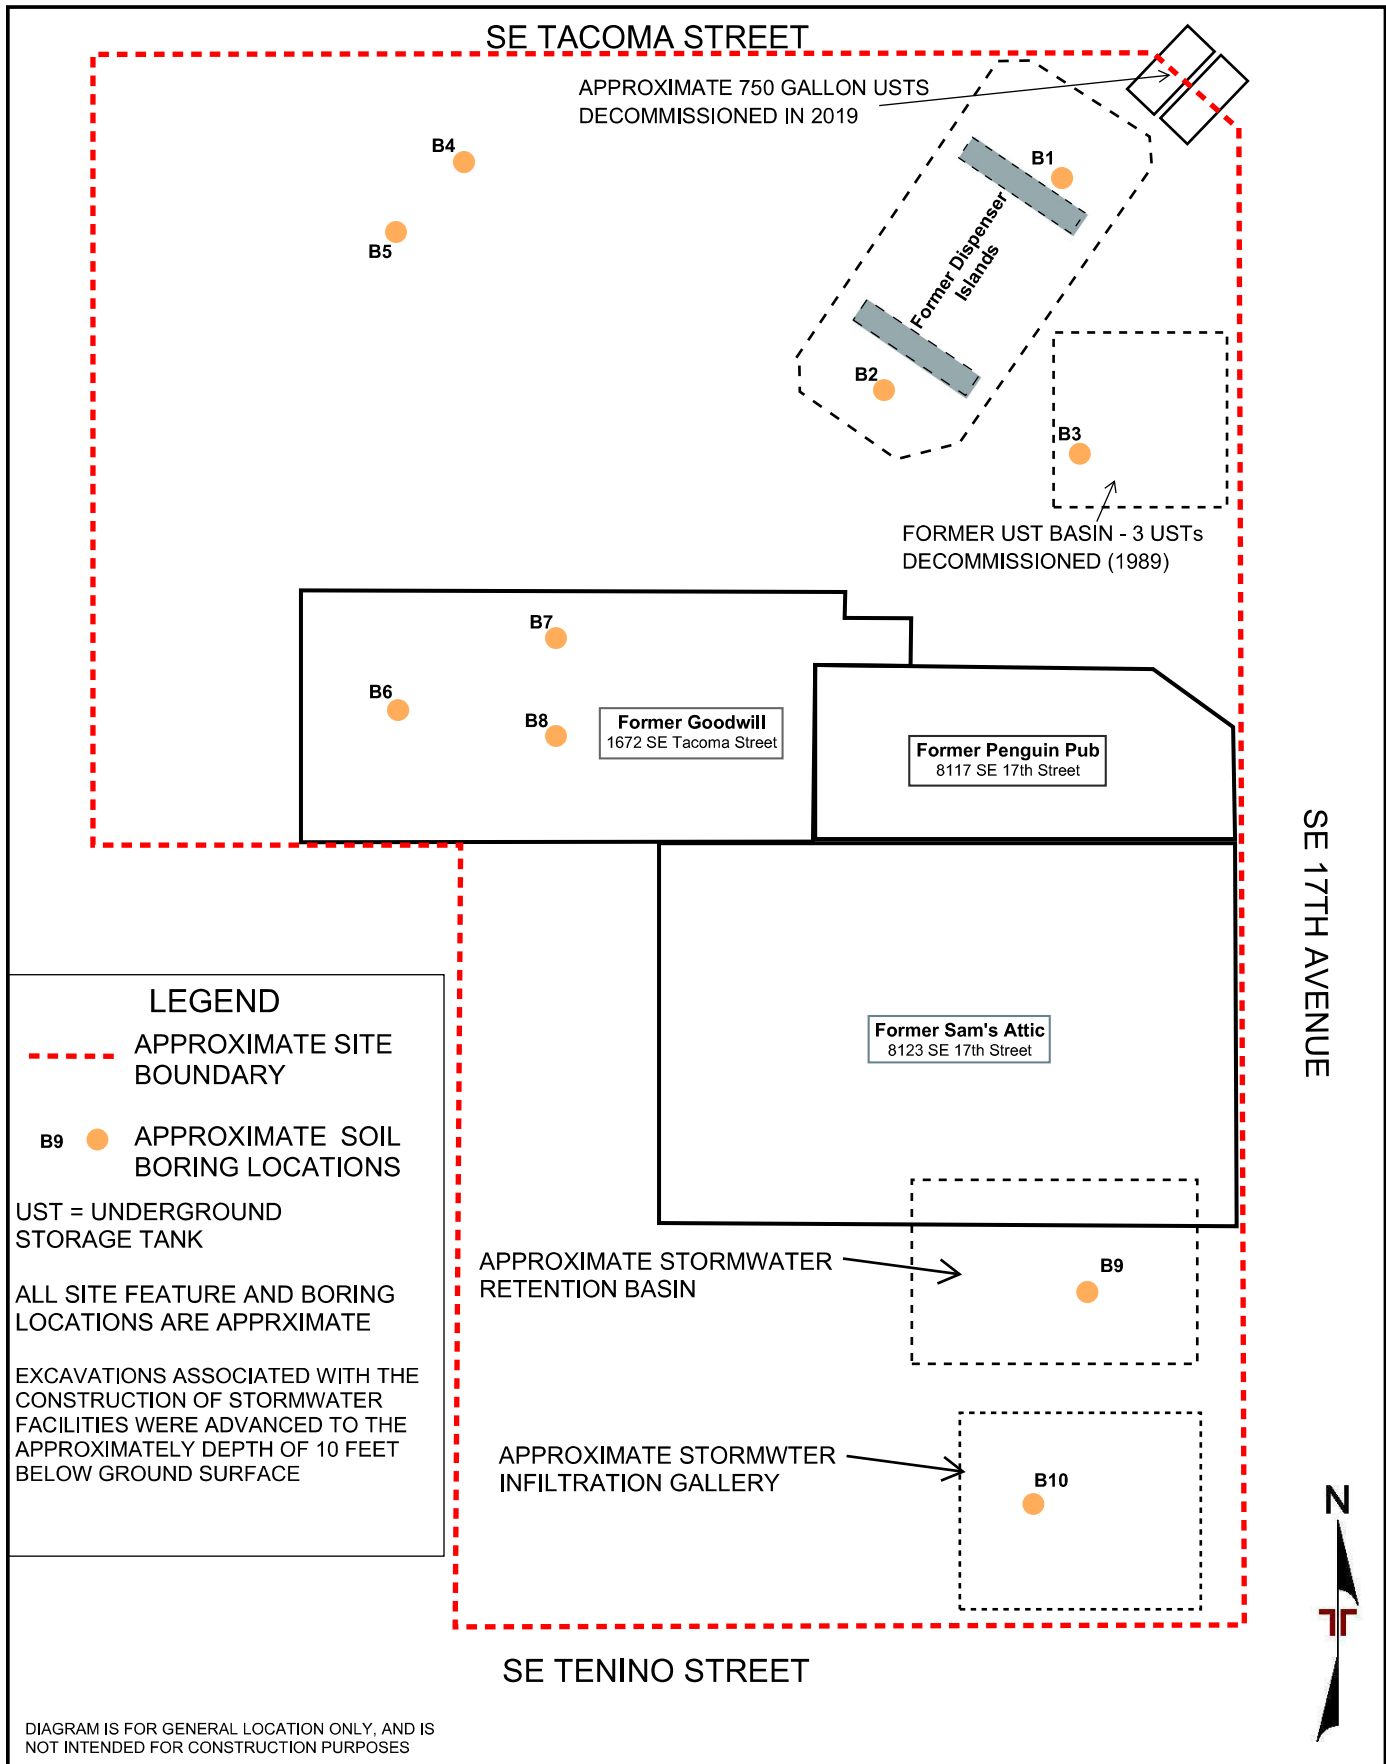 SE TACOMA STREET
APPROXIMATE 750 GALLON USTS
DECOMMISSIONED IN 2019
B4
B1
B5
Former Dispenser
Islands
B2
B3
FORMER UST BASIN - 3 USTs
DECOMMISSIONED (1989)
B7
B6
B8
Former Goodwill
1672 SE Tacoma Street
Former Penguin Pub
8117 SE 17th Street
SE 17TH AVENUE
Former Sam's Attic
8123 SE 17th Street
LEGEND
APPROXIMATE SITE
BOUNDARY
B9
APPROXIMATE SOIL
BORING LOCATIONS
UST = UNDERGROUND
STORAGE TANK
ALL SITE FEATURE AND BORING
LOCATIONS ARE APPRXIMATE
EXCAVATIONS ASSOCIATED WITH THE
CONSTRUCTION OF STORMWATER
FACILITIES WERE ADVANCED TO THE
APPROXIMATELY DEPTH OF 10 FEET
BELOW GROUND SURFACE
APPROXIMATE STORMWATER
RETENTION BASIN
B9
APPROXIMATE STORMWTER
INFILTRATION GALLERY
B10
N
SE TENINO STREET
DIAGRAM IS FOR GENERAL LOCATION ONLY, AND IS
NOT INTENDED FOR CONSTRUCTION PURPOSES